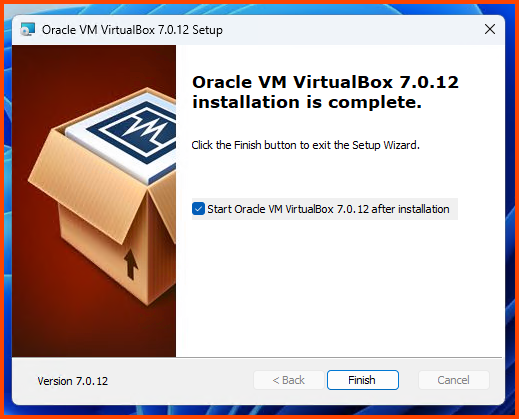 Oracle VM VirtualBox 7.0.12 Setup
Oracle VM VirtualBox 7.0.12
installation is complete.
Click the Finish button to exit the Setup Wizard.
Start Oracle VM VirtualBox 7.0.12 after installation
Version 7.0.12
< Back
Finish
Cancel